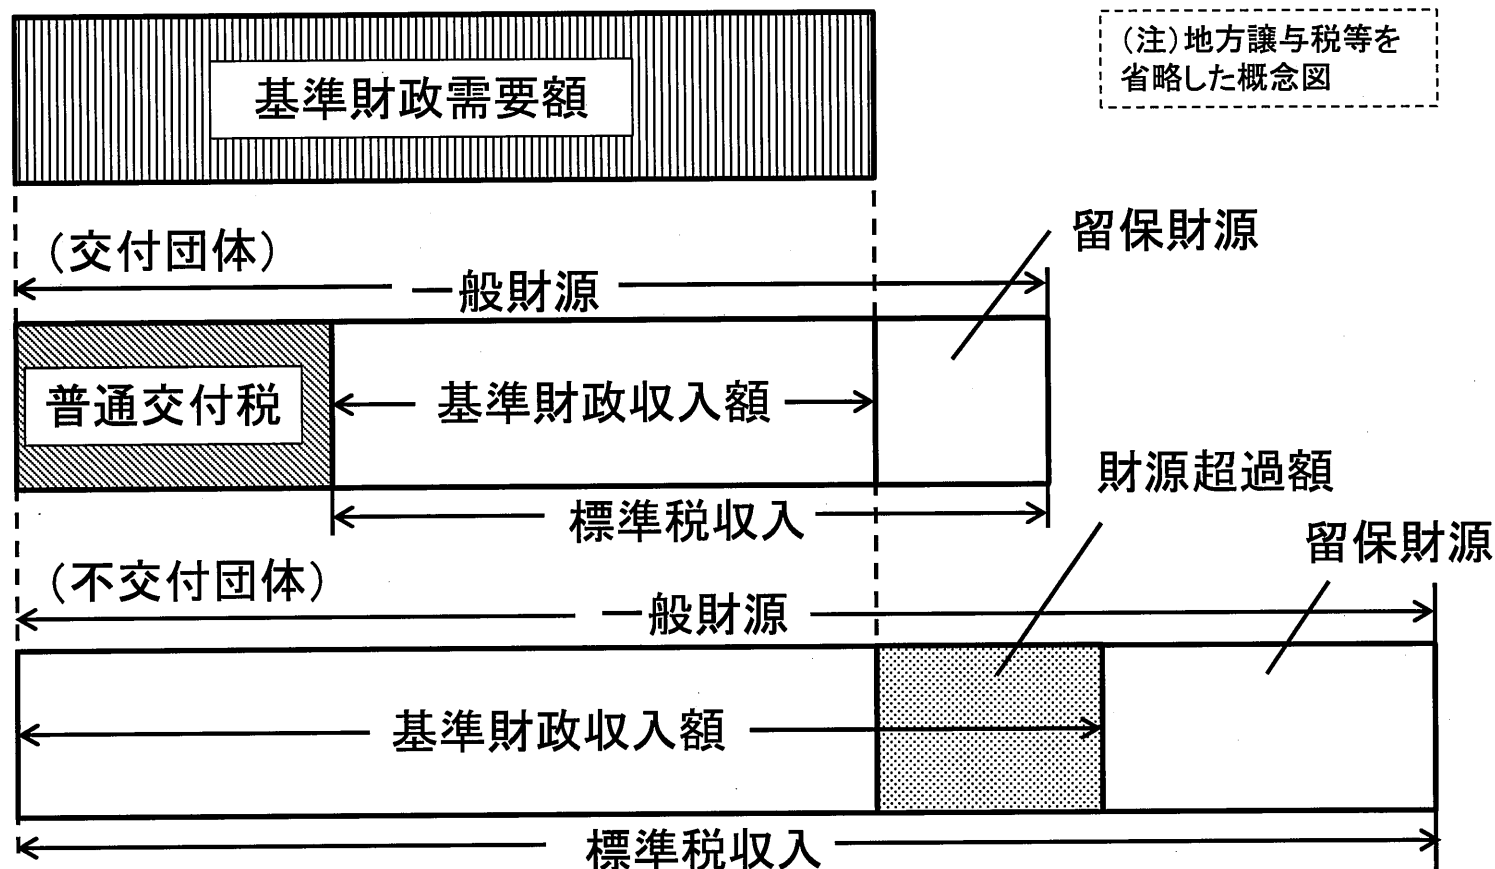 基準財政需要額
（注）地方譲与税等を
省略した概念図
（交付団体）
一般財源
留保財源
普通交付税
基準財政収入額
標準税収入
財源超過額
留保財源
（不交付団体）
一般財源
基準財政収入額
標準税収入